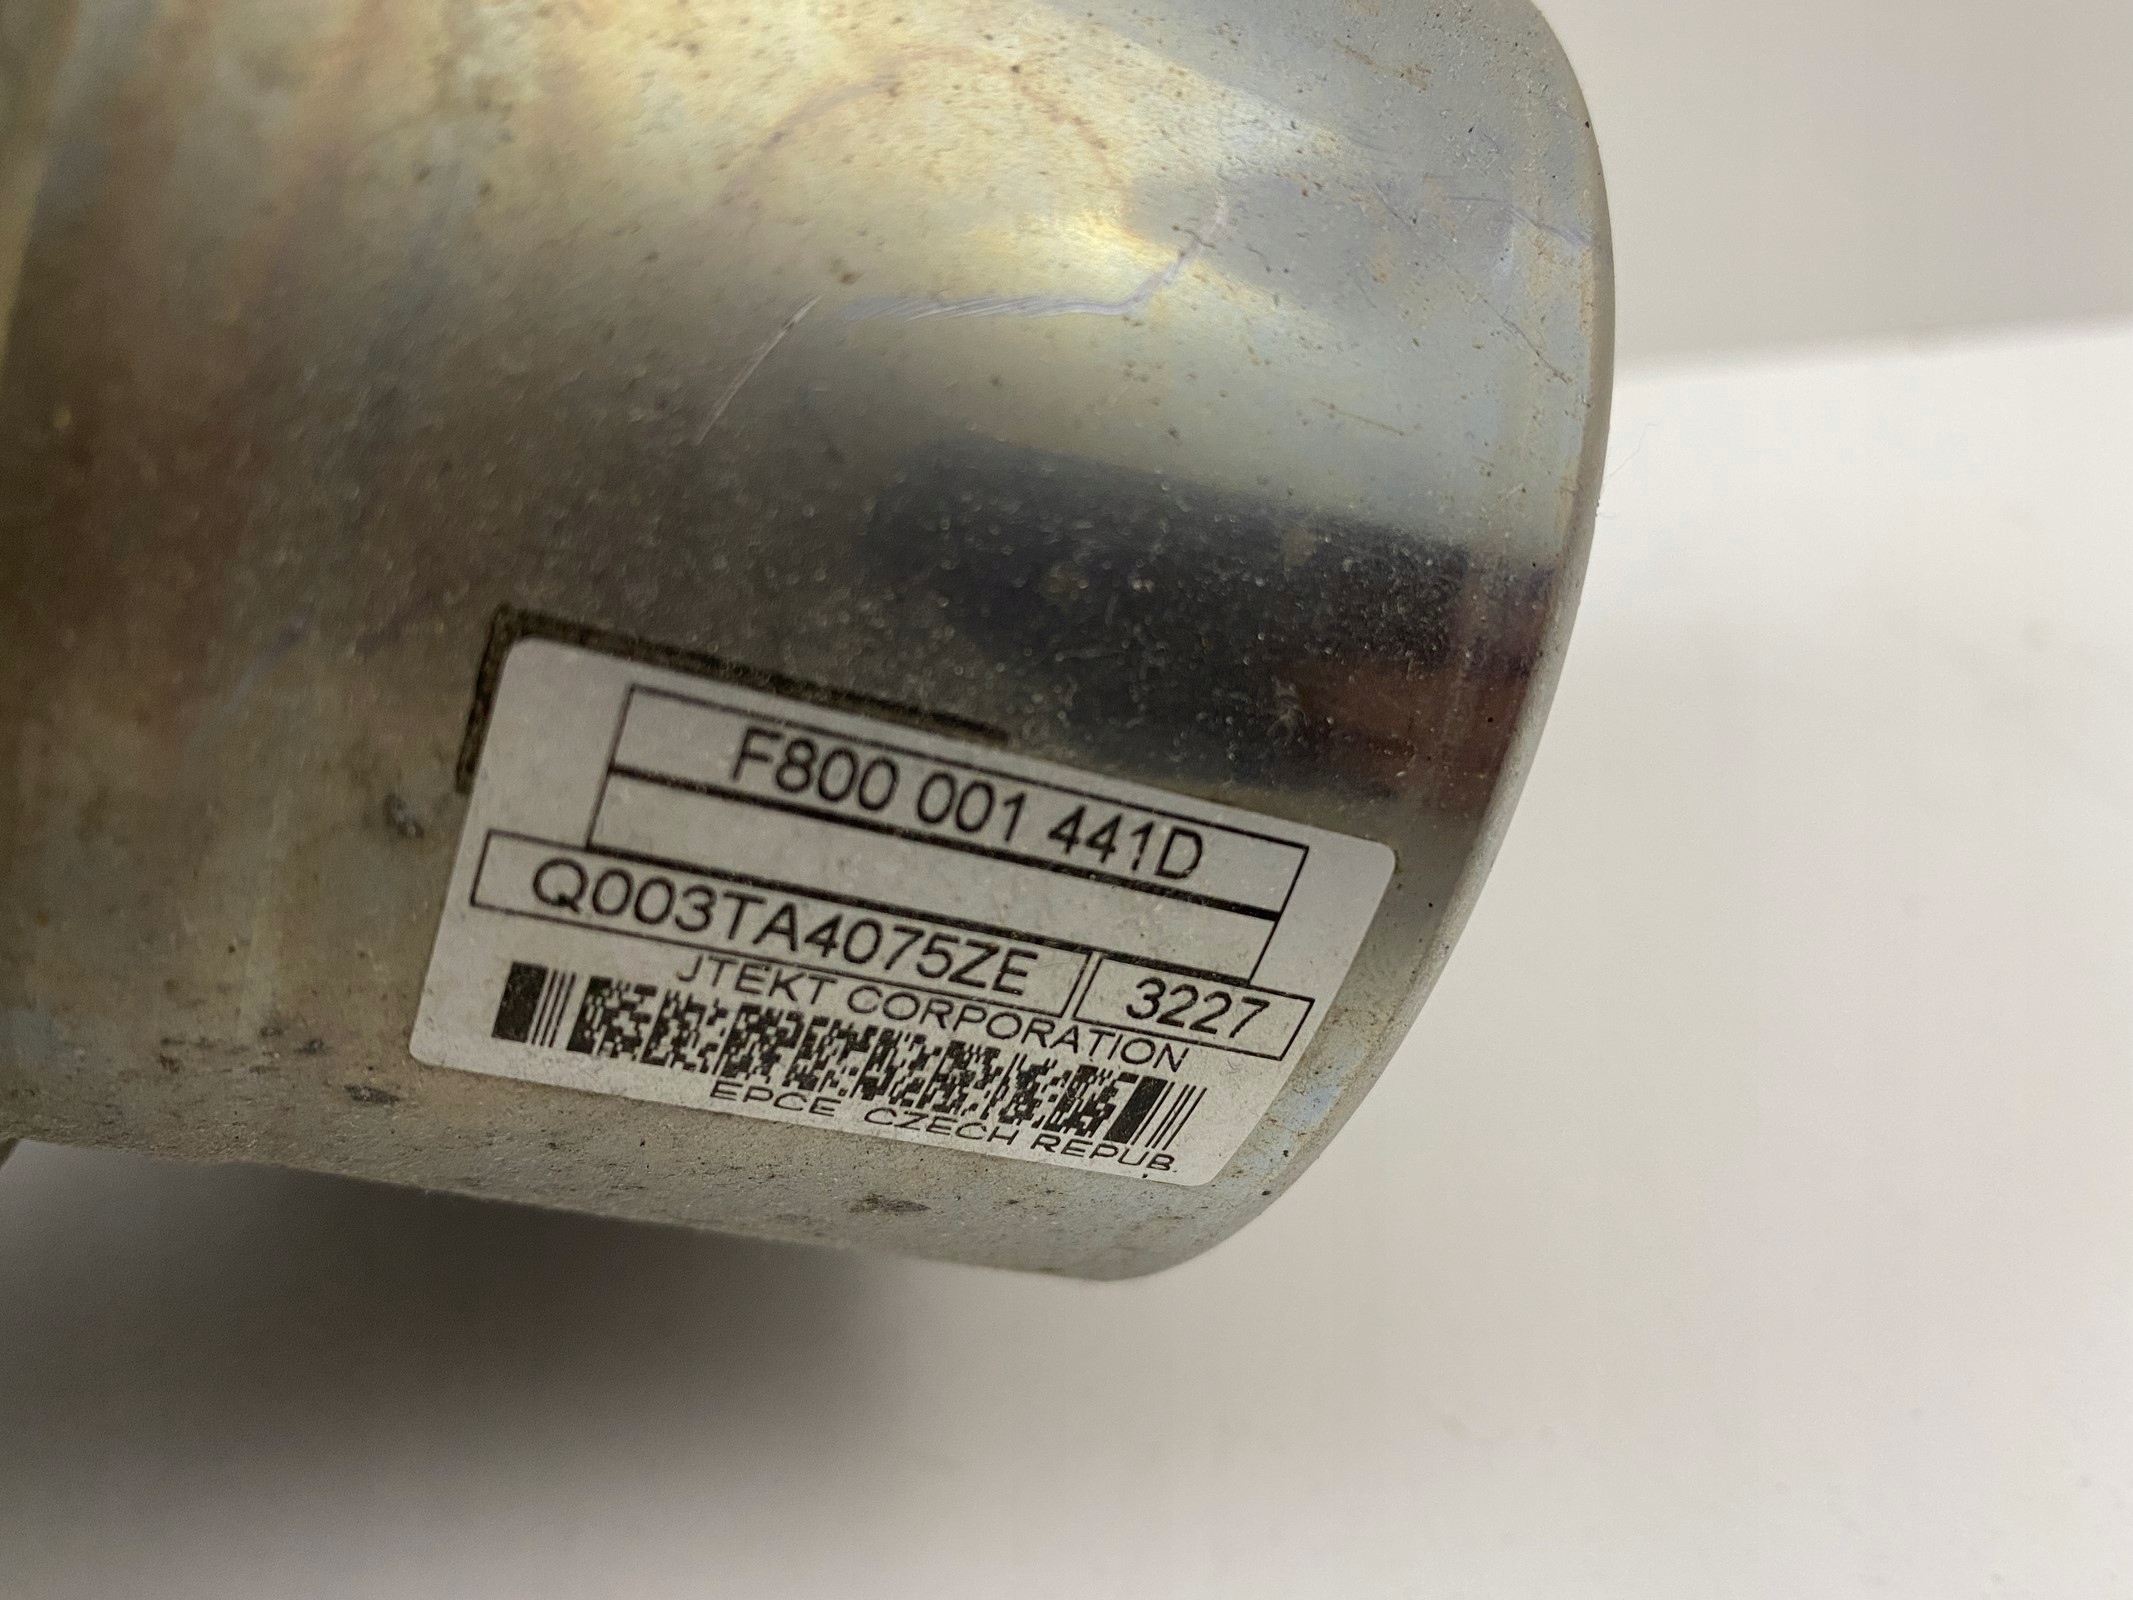 F800 001 441D
Q003TA4075ZE 3227
JTEKT CORPORATION
EPCE CZECH REPUB.